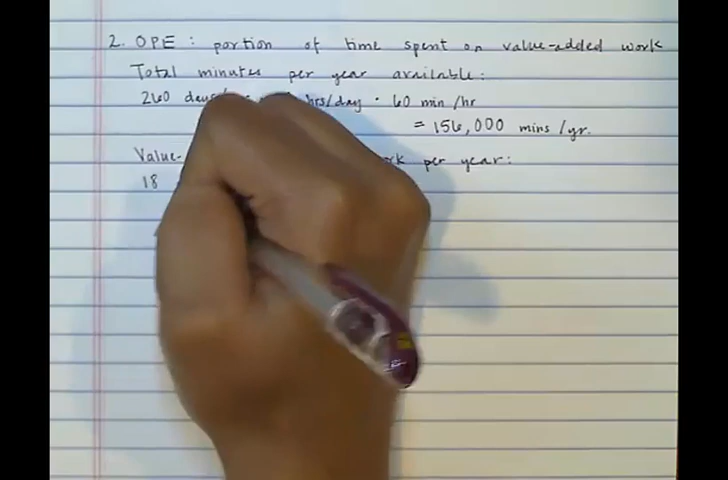 2. OPE : portion of time spent on value-added work
Total minutes per year available:
260 days hrs/day • 60 min /hr
= 156,000 mins /yr.
Value- per year:
18